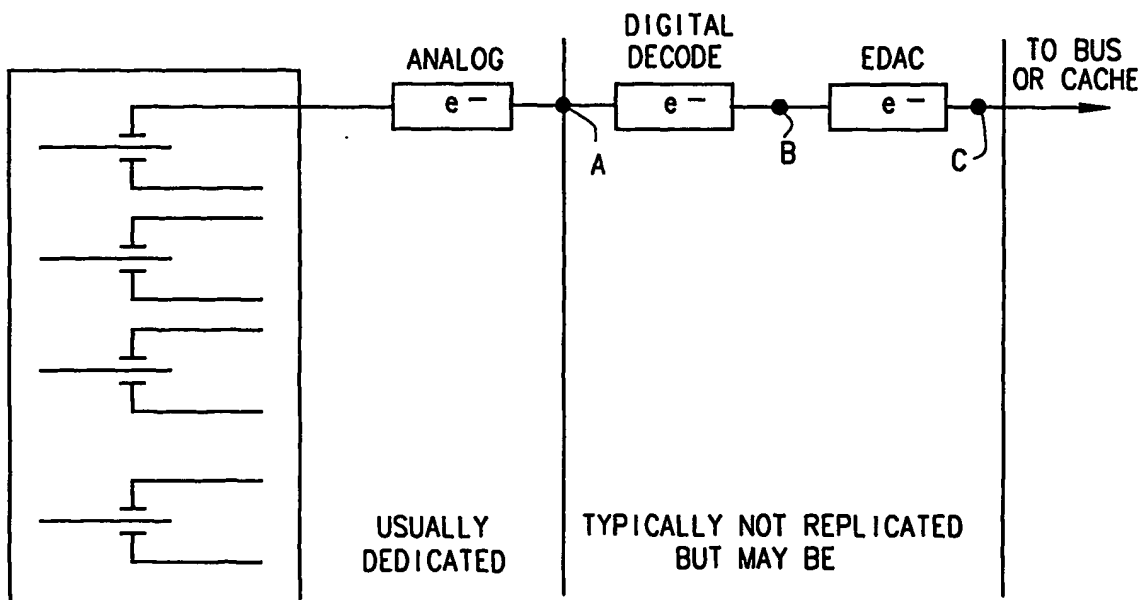 ANALOG
DIGITAL
DECODE
EDAC
TO BUS
OR CACHE
e–
e–
e–
A
B
C
USUALLY
DEDICATED
TYPICALLY NOT REPLICATED
BUT MAY BE